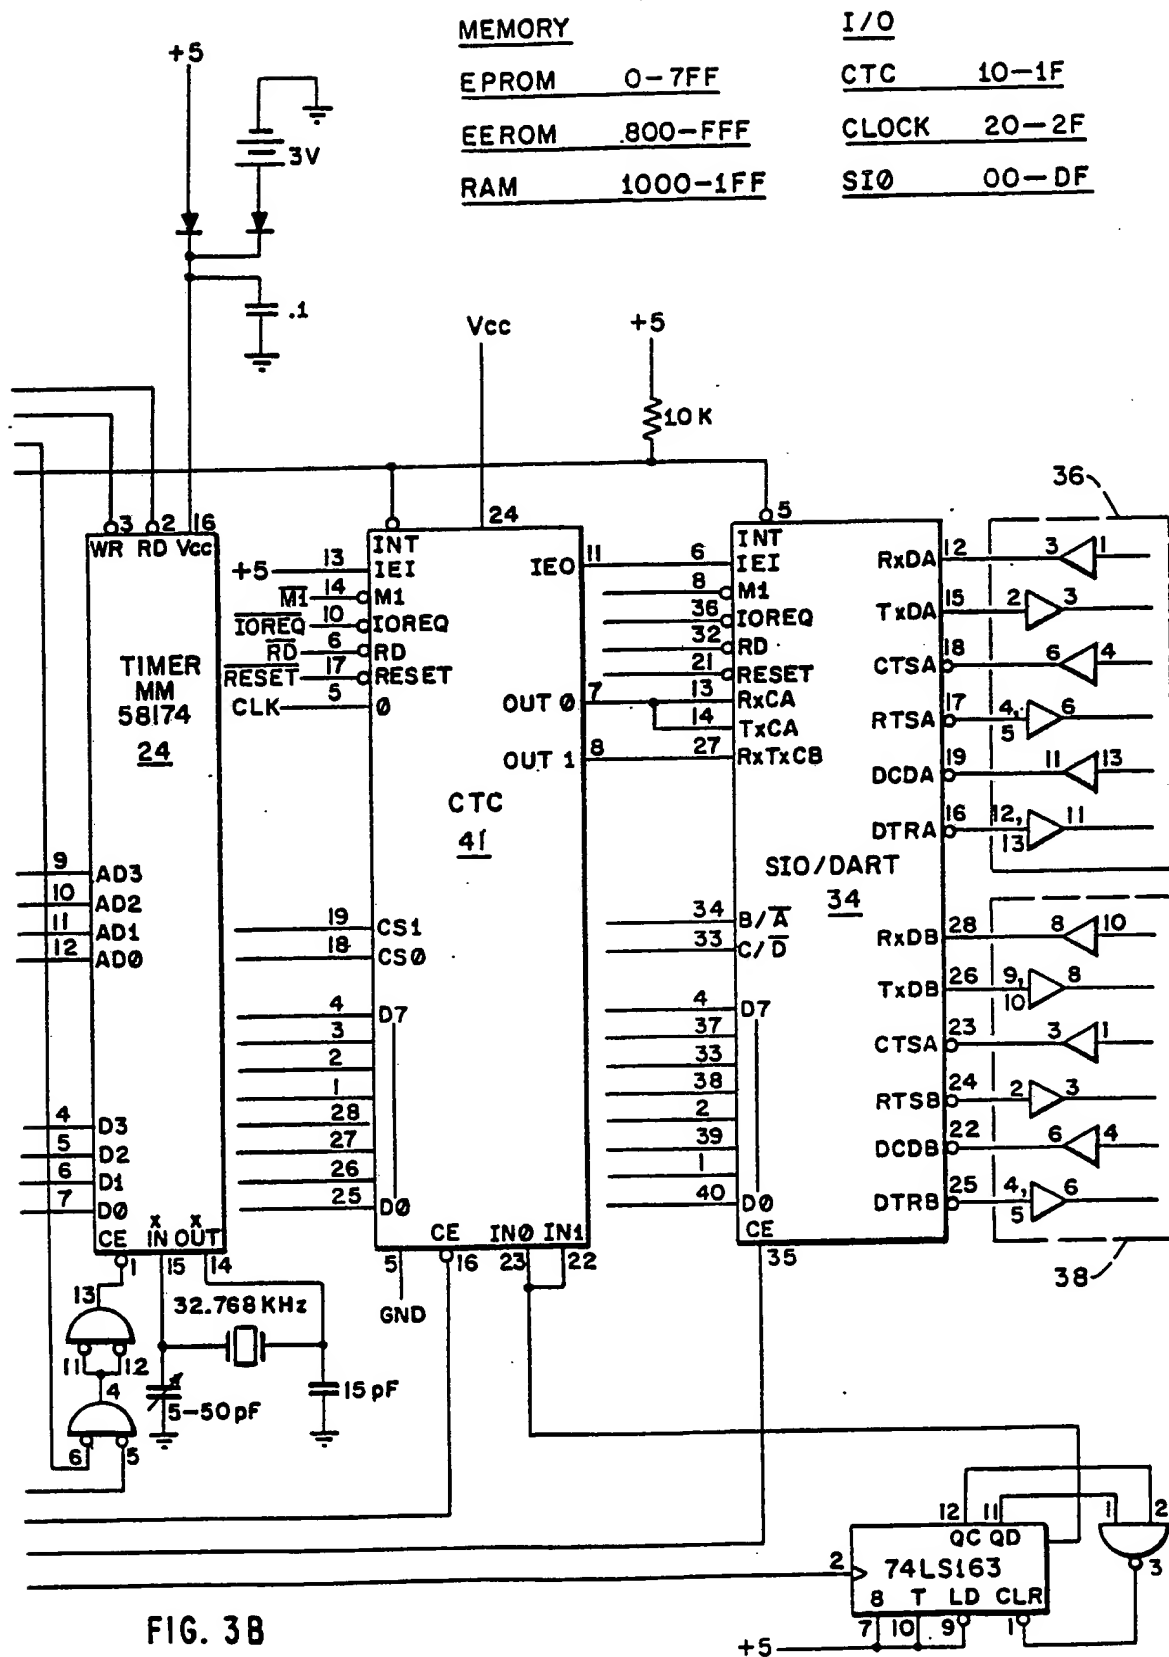 MEMORY
EPROM 0-7FF
EEROM .800-FFF
RAM 1000-1FF
I/O
CTC 10-1F
CLOCK 20-2F
SIØ 00-DF
+5
3V
.1
Vcc
+5
10K
36
3 2 16
WR RD Vcc
TIMER
MM
58174
24
9 AD3
10 AD2
11 AD1
12 AD0
4 D3
5 D2
6 D1
7 D0
CE X IN X OUT
1 15 14
13
11 12
4
6 5
32.768 KHz
5-50pF
15pF
24
INT
+5 13 IEI
M̅1̅ 14 M1
I̅O̅R̅E̅Q̅ 10 IOREQ
R̅D̅ 6 RD
R̅E̅S̅E̅T̅ 17 RESET
CLK 5 Ø
IEO 11
OUT Ø 7
OUT 1 8
CTC
41
19 CS1
18 CSØ
4 D7
3
2
1
28
27
26
25 DØ
CE INØ IN1
5 16 23 22
GND
5
INT
6 IEI
8 M1
36 IOREQ
32 RD
21 RESET
13 RxCA
14 TxCA
27 RxTxCB
SIO/DART
34
34 B/A̅
33 C/D̅
4 D7
37
33
38
2
39
1
40 DØ
CE
35
RxDA 12 3 1
TxDA 15 2 3
CTSA 18 6 4
RTSA 17 4, 5 6
DCDA 19 11 13
DTRA 16 12, 13 11
RxDB 28 8 10
TxDB 26 9, 10 8
CTSA 23 3 1
RTSB 24 2 3
DCDB 22 6 4
DTRB 25 4, 5 6
38
12 11
QC QD
1 2
3
2 74LS163
8 T LD CLR
7 10 9 1
+5
FIG. 3B